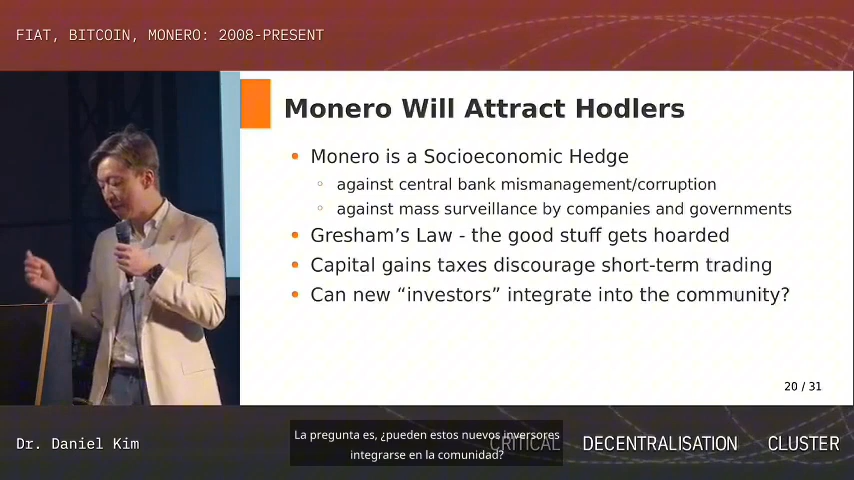 FIAT, BITCOIN, MONERO: 2008-PRESENT
Monero Will Attract Hodlers
Monero is a Socioeconomic Hedge
against central bank mismanagement/corruption
against mass surveillance by companies and governments
Gresham’s Law - the good stuff gets hoarded
Capital gains taxes discourage short-term trading
Can new “investors” integrate into the community?
20 / 31
Dr. Daniel Kim
La pregunta es, ¿pueden estos nuevos inversores
integrarse en la comunidad?
CRITICAL DECENTRALISATION CLUSTER